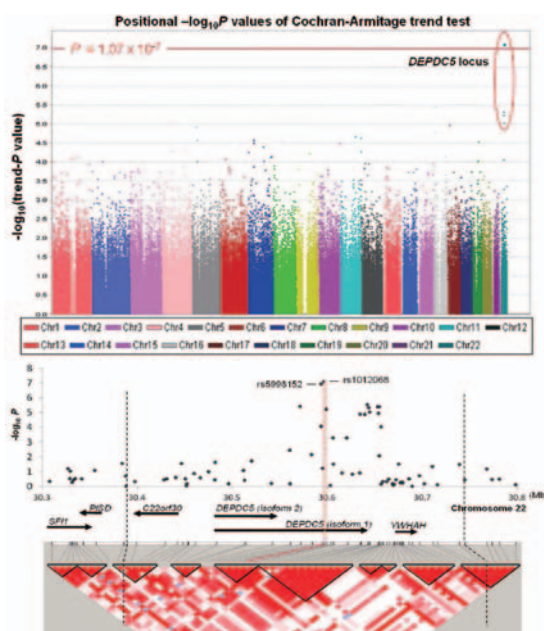 Positional –log10P values of Cochran-Armitage trend test
7.0
P = 1.07 x 10-7
DEPDC5 locus
6.5
6.0
5.5
5.0
4.5
4.0
3.5
3.0
2.5
2.0
1.5
1.0
0.5
0.0
-log10(trend-P value)
Chr1 Chr2 Chr3 Chr4 Chr5 Chr6 Chr7 Chr8 Chr9 Chr10 Chr11 Chr12
Chr13 Chr14 Chr15 Chr16 Chr17 Chr18 Chr19 Chr20 Chr21 Chr22
8
7
6
5
4
3
2
1
0
-log10 P
rs5998152
rs1012068
30.3 30.4 30.5 30.6 30.7 30.8 (Mb
PISD C22orf30 DEPDC5 (isoform 2) Chromosome 22
SFI1 DEPDC5 (isoform 1) YWHAH